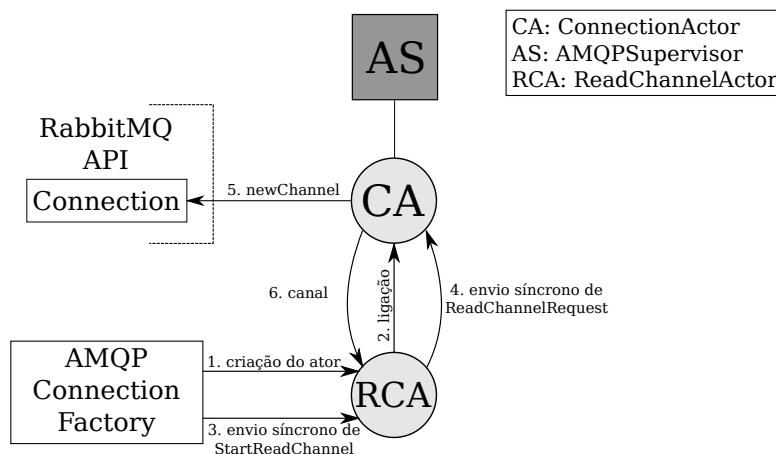 AS
CA: ConnectionActor
AS: AMQPSupervisor
RCA: ReadChannelActor
RabbitMQ
API
Connection
5. newChannel
CA
6. canal
2. ligação
4. envio síncrono de
ReadChannelRequest
AMQP
Connection
Factory
1. criação do ator
RCA
3. envio síncrono de
StartReadChannel